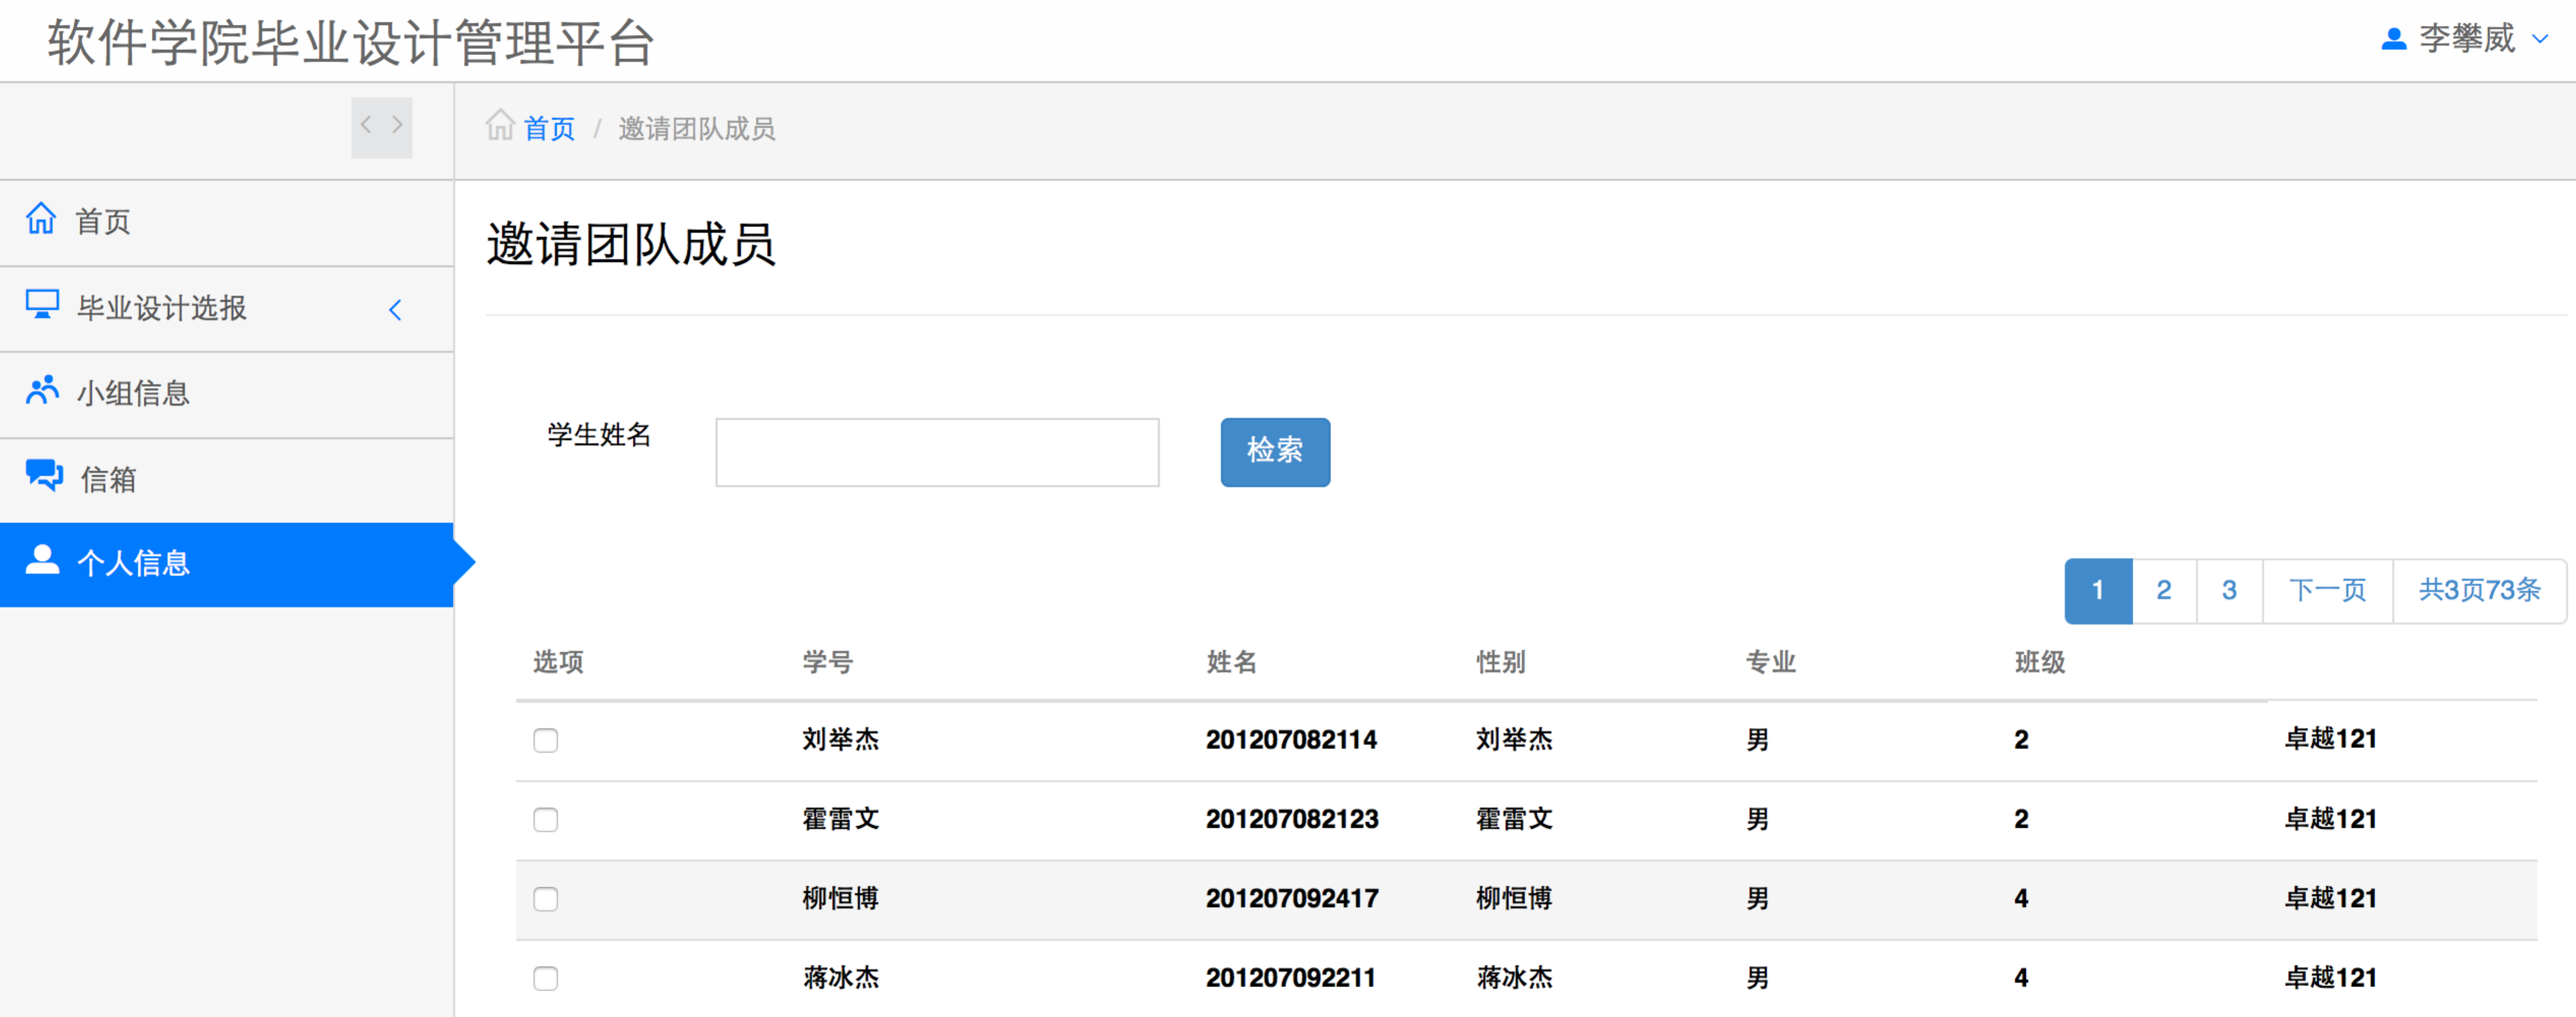 软件学院毕业设计管理平台
李攀威
首页 / 邀请团队成员
首页
毕业设计选报
小组信息
信箱
个人信息
邀请团队成员
学生姓名 检索
1 2 3 下一页 共3页73条
选项 学号 姓名 性别 专业 班级
刘举杰 201207082114 刘举杰 男 2 卓越121
霍雷文 201207082123 霍雷文 男 2 卓越121
柳恒博 201207092417 柳恒博 男 4 卓越121
蒋冰杰 201207092211 蒋冰杰 男 4 卓越121